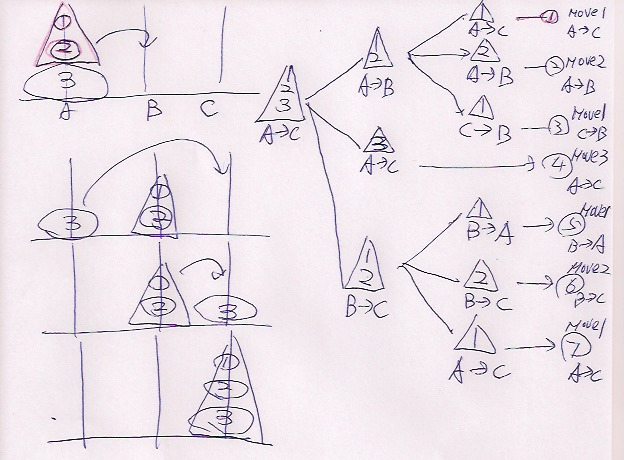 1
2
3
A B C
3
1
3
1
2
3
1
2
3
1
2
3
A→C
1
2
A→B
3
A→C
1
2
B→C
1
A→C
2
A→B
1
C→B
1
B→A
2
B→C
1
A→C
① Move1
A→C
② Move2
A→B
③ Move1
C→B
④ Move3
A→C
⑤ Move1
B→A
⑥ Move2
B→C
⑦ Move1
A→C